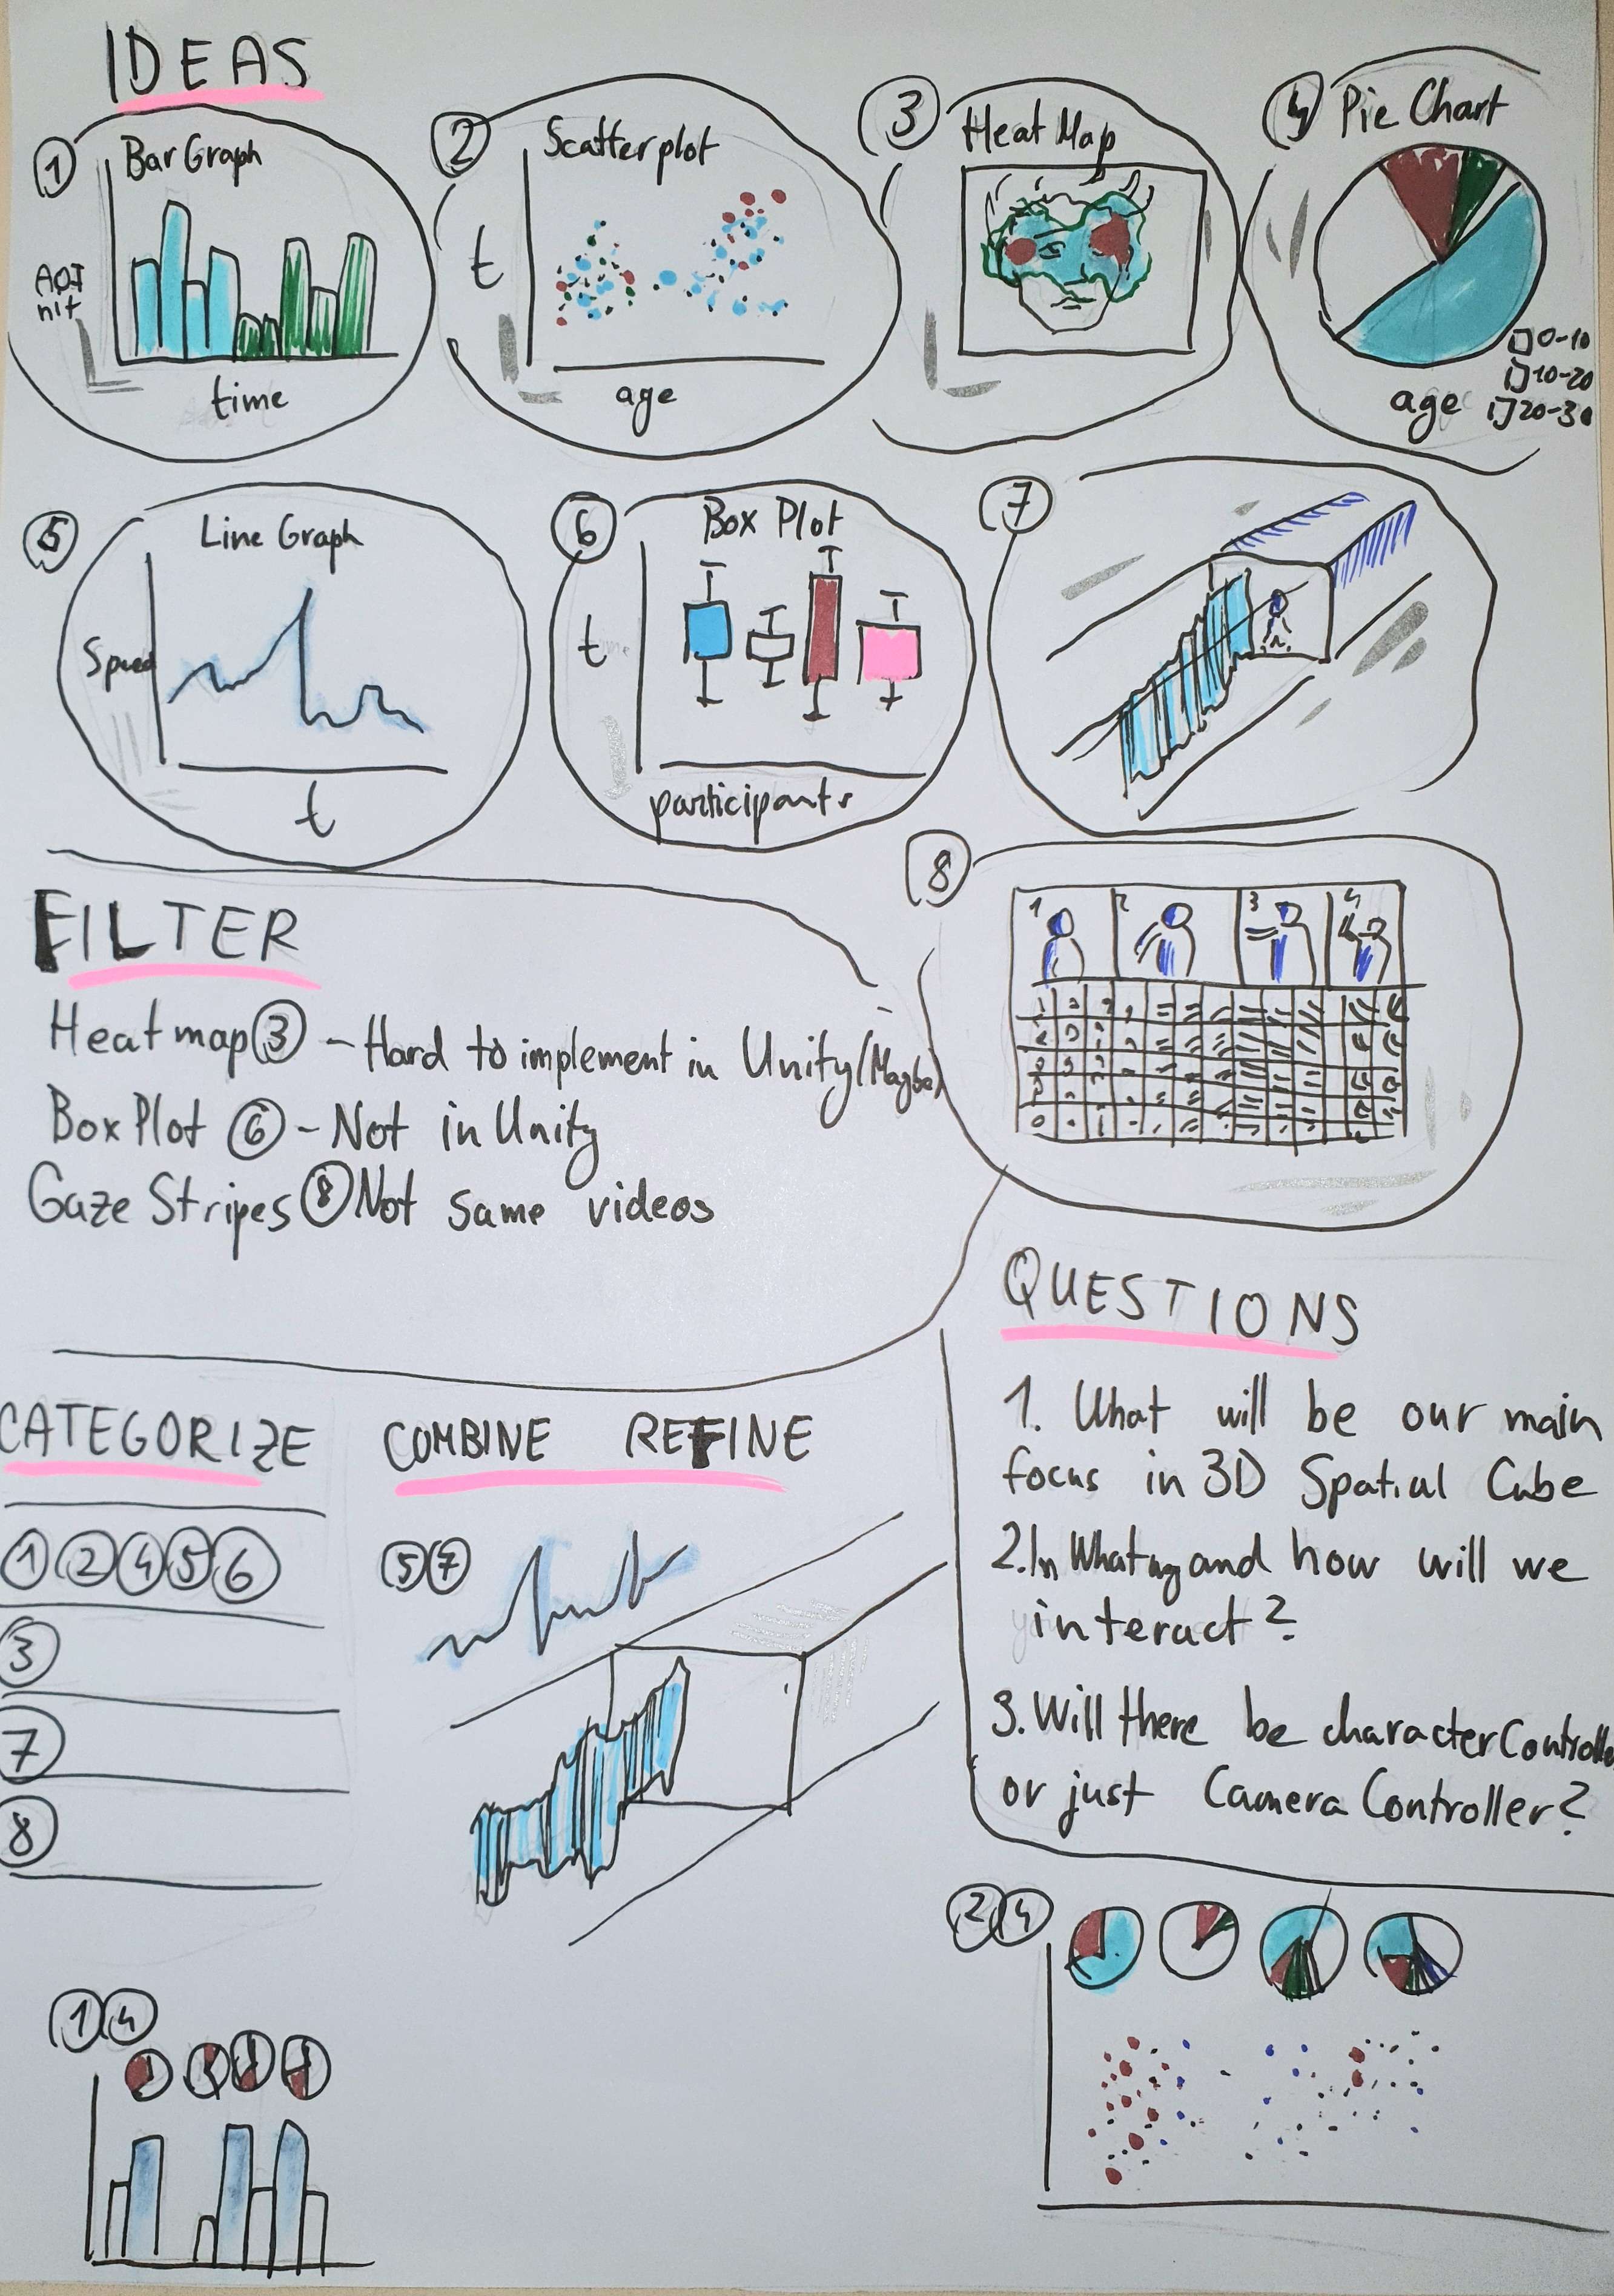 IDEAS
1
Bar Graph
AOI
hit
time
2
Scatterplot
t
age
3
Heat Map
4
Pie Chart
0-10
10-20
20-30
age
5
Line Graph
Speed
t
6
Box Plot
t
participants
7
8
1 2 3 4
FILTER
Heatmap 3 - Hard to implement in Unity (Maybe)
Box Plot 6 - Not in Unity
Gaze Stripes 8 Not same videos
QUESTIONS
1. What will be our main
focus in 3D Spatial Cube
2. In What way and how will we
interact?
3. Will there be character Controller
or just Camera Controller?
CATEGORIZE
1 2 4 5 6
3
7
8
COMBINE REFINE
5 7
1 4
2 4